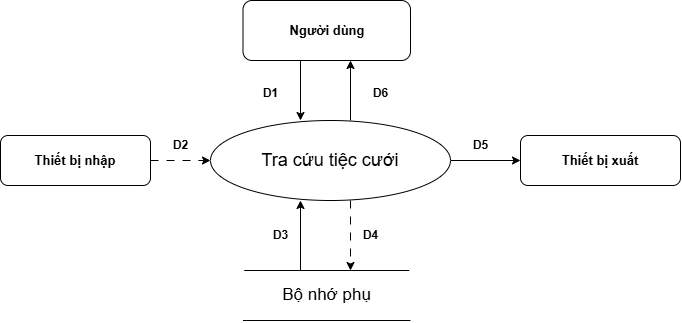 Người dùng
D1
D6
Thiết bị nhập
D2
Tra cứu tiệc cưới
D5
Thiết bị xuất
D3
D4
Bộ nhớ phụ